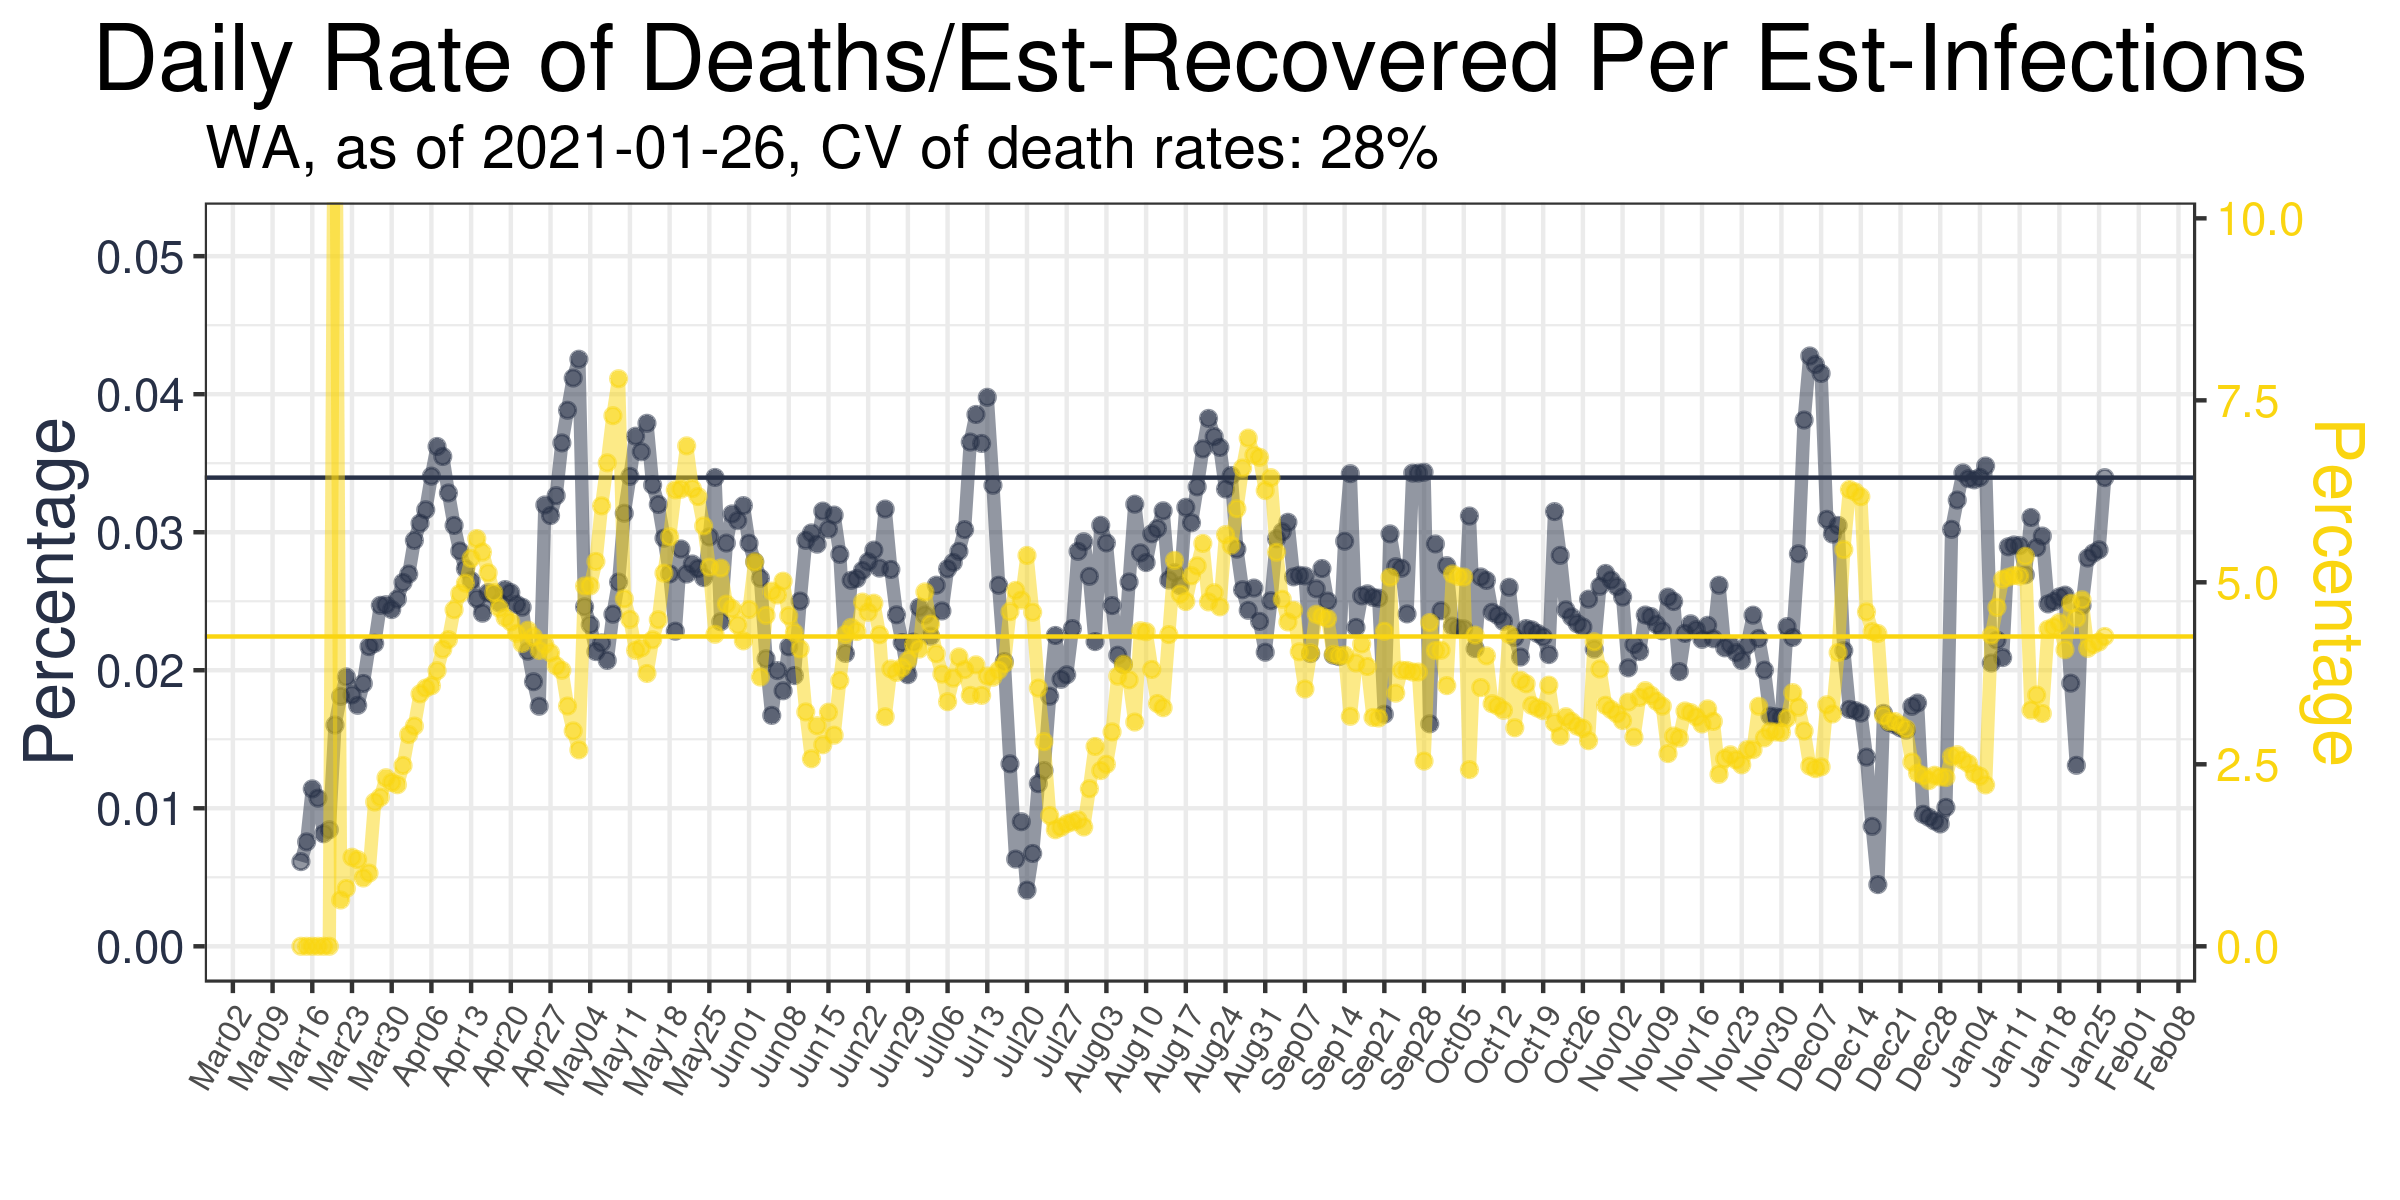 Daily Rate of Deaths/Est-Recovered Per Est-Infections
WA, as of 2021-01-26, CV of death rates: 28%
Percentage
0.05
0.04
0.03
0.02
0.01
0.00
10.0
7.5
5.0
2.5
0.0
Percentage
Mar02
Mar09
Mar16
Mar23
Mar30
Apr06
Apr13
Apr20
Apr27
May04
May11
May18
May25
Jun01
Jun08
Jun15
Jun22
Jun29
Jul06
Jul13
Jul20
Jul27
Aug03
Aug10
Aug17
Aug24
Aug31
Sep07
Sep14
Sep21
Sep28
Oct05
Oct12
Oct19
Oct26
Nov02
Nov09
Nov16
Nov23
Nov30
Dec07
Dec14
Dec21
Dec28
Jan04
Jan11
Jan18
Jan25
Feb01
Feb08